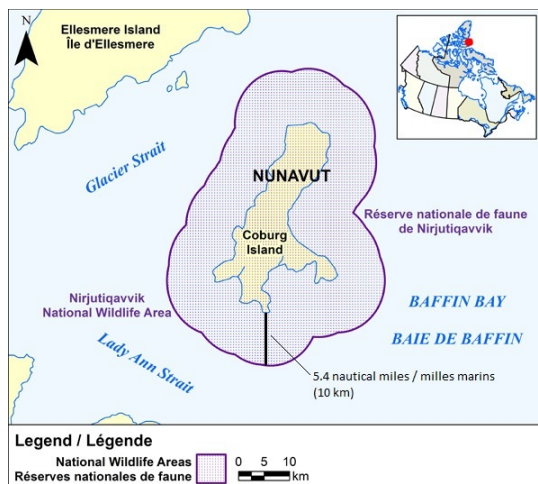 N
Ellesmere Island
Île d'Ellesmere
Glacier Strait
NUNAVUT
Coburg
Island
Réserve nationale de faune
de Nirjutiqavvik
Nirjutiqavvik
National Wildlife Area
BAFFIN BAY
BAIE DE BAFFIN
Lady Ann Strait
5.4 nautical miles / milles marins
(10 km)
Legend / Légende
National Wildlife Areas
Réserves nationales de faune
0 5 10
km